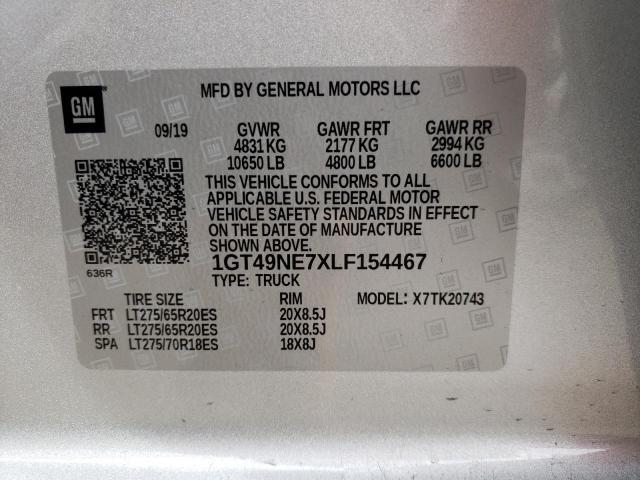 GM
MFD BY GENERAL MOTORS LLC
09/19 GVWR GAWR FRT GAWR RR
4831 KG 2177 KG 2994 KG
10650 LB 4800 LB 6600 LB
THIS VEHICLE CONFORMS TO ALL
APPLICABLE U.S. FEDERAL MOTOR
VEHICLE SAFETY STANDARDS IN EFFECT
ON THE DATE OF MANUFACTURE
SHOWN ABOVE.
636R
1GT49NE7XLF154467
TYPE: TRUCK
TIRE SIZE RIM MODEL: X7TK20743
FRT LT275/65R20ES 20X8.5J
RR LT275/65R20ES 20X8.5J
SPA LT275/70R18ES 18X8J